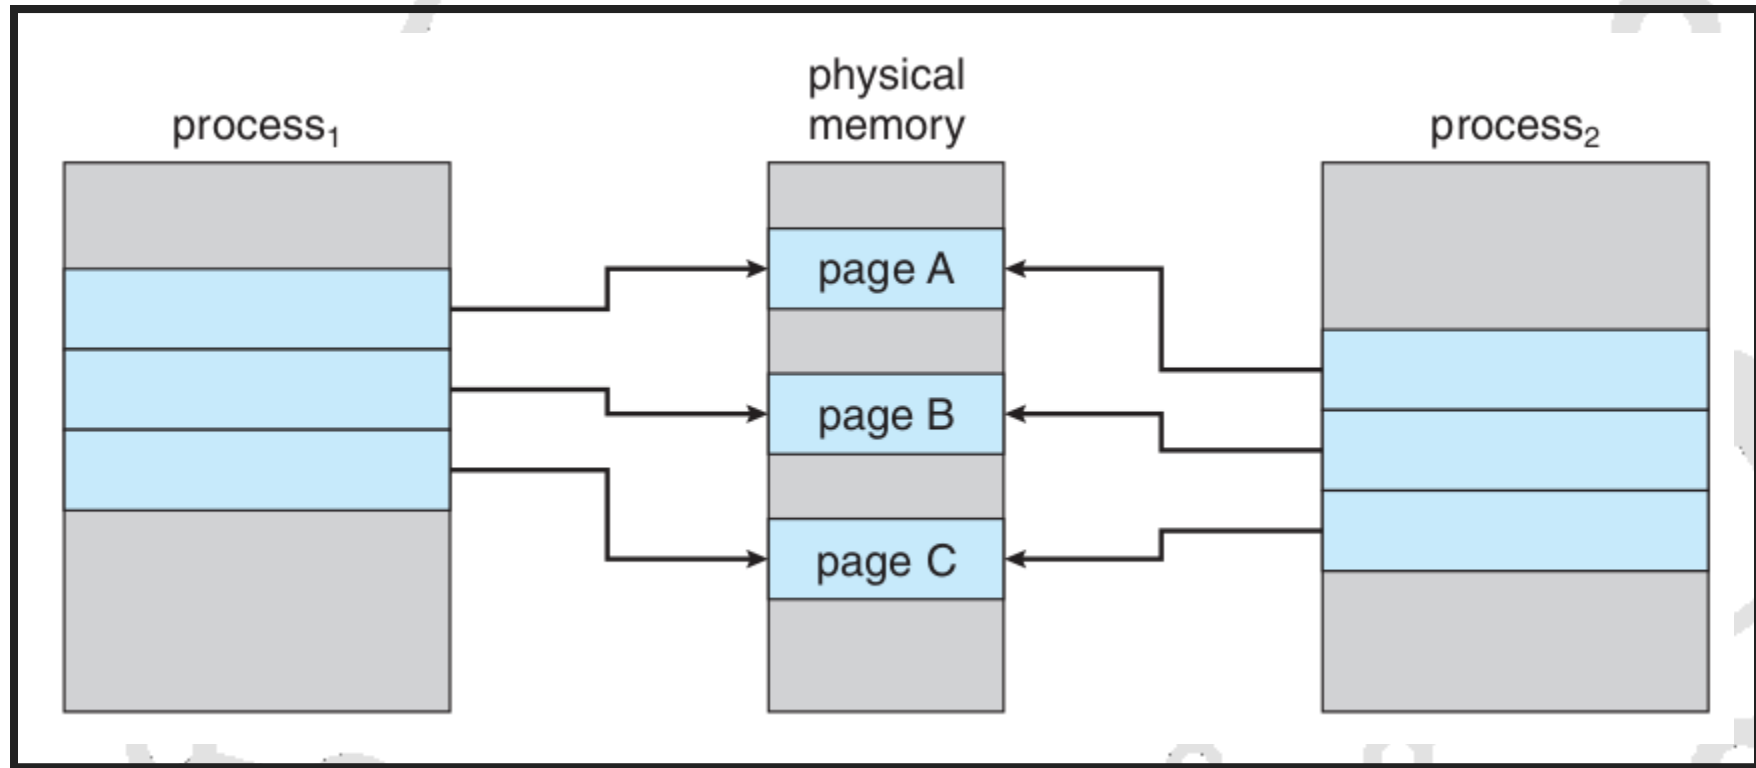 process₁
physical
memory
process₂
page A
page B
page C